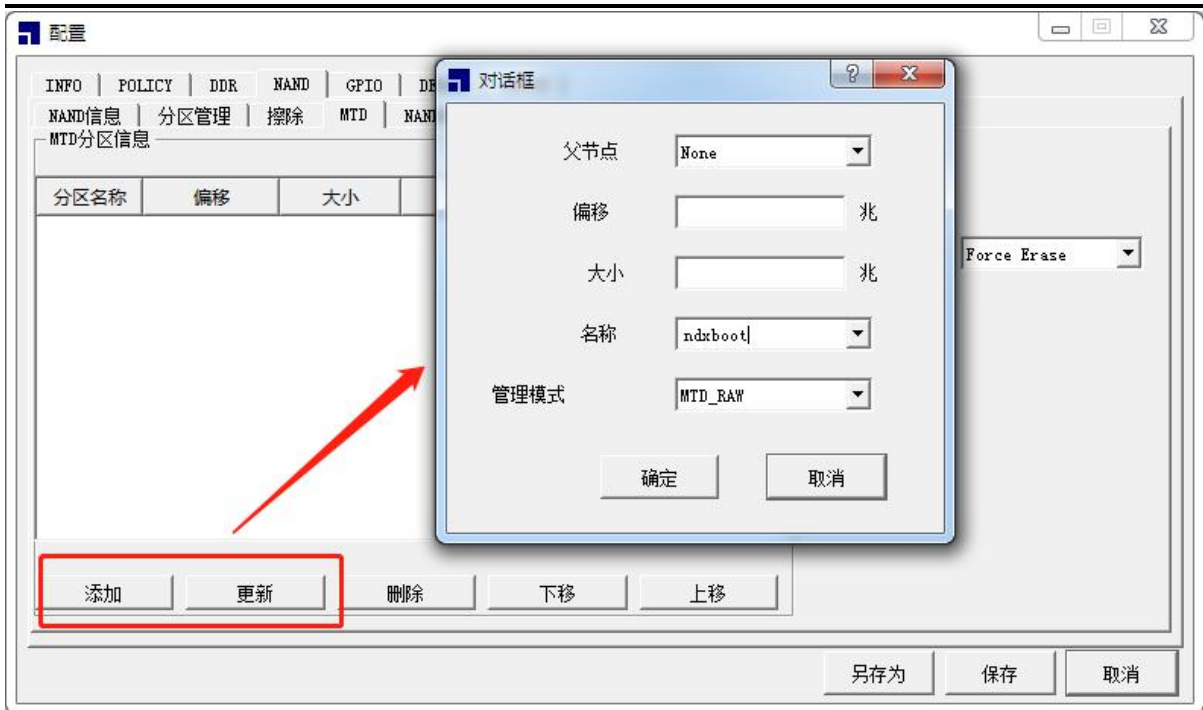 配置
INFO POLICY DDR NAND GPIO
对话框
NAND信息 分区管理 擦除 MTD NAND
MTD分区信息
分区名称 偏移 大小
父节点 None
偏移 兆
大小 兆
Force Erase
名称 ndxboot
管理模式 MTD_RAW
确定 取消
添加 更新 删除 下移 上移
另存为 保存 取消